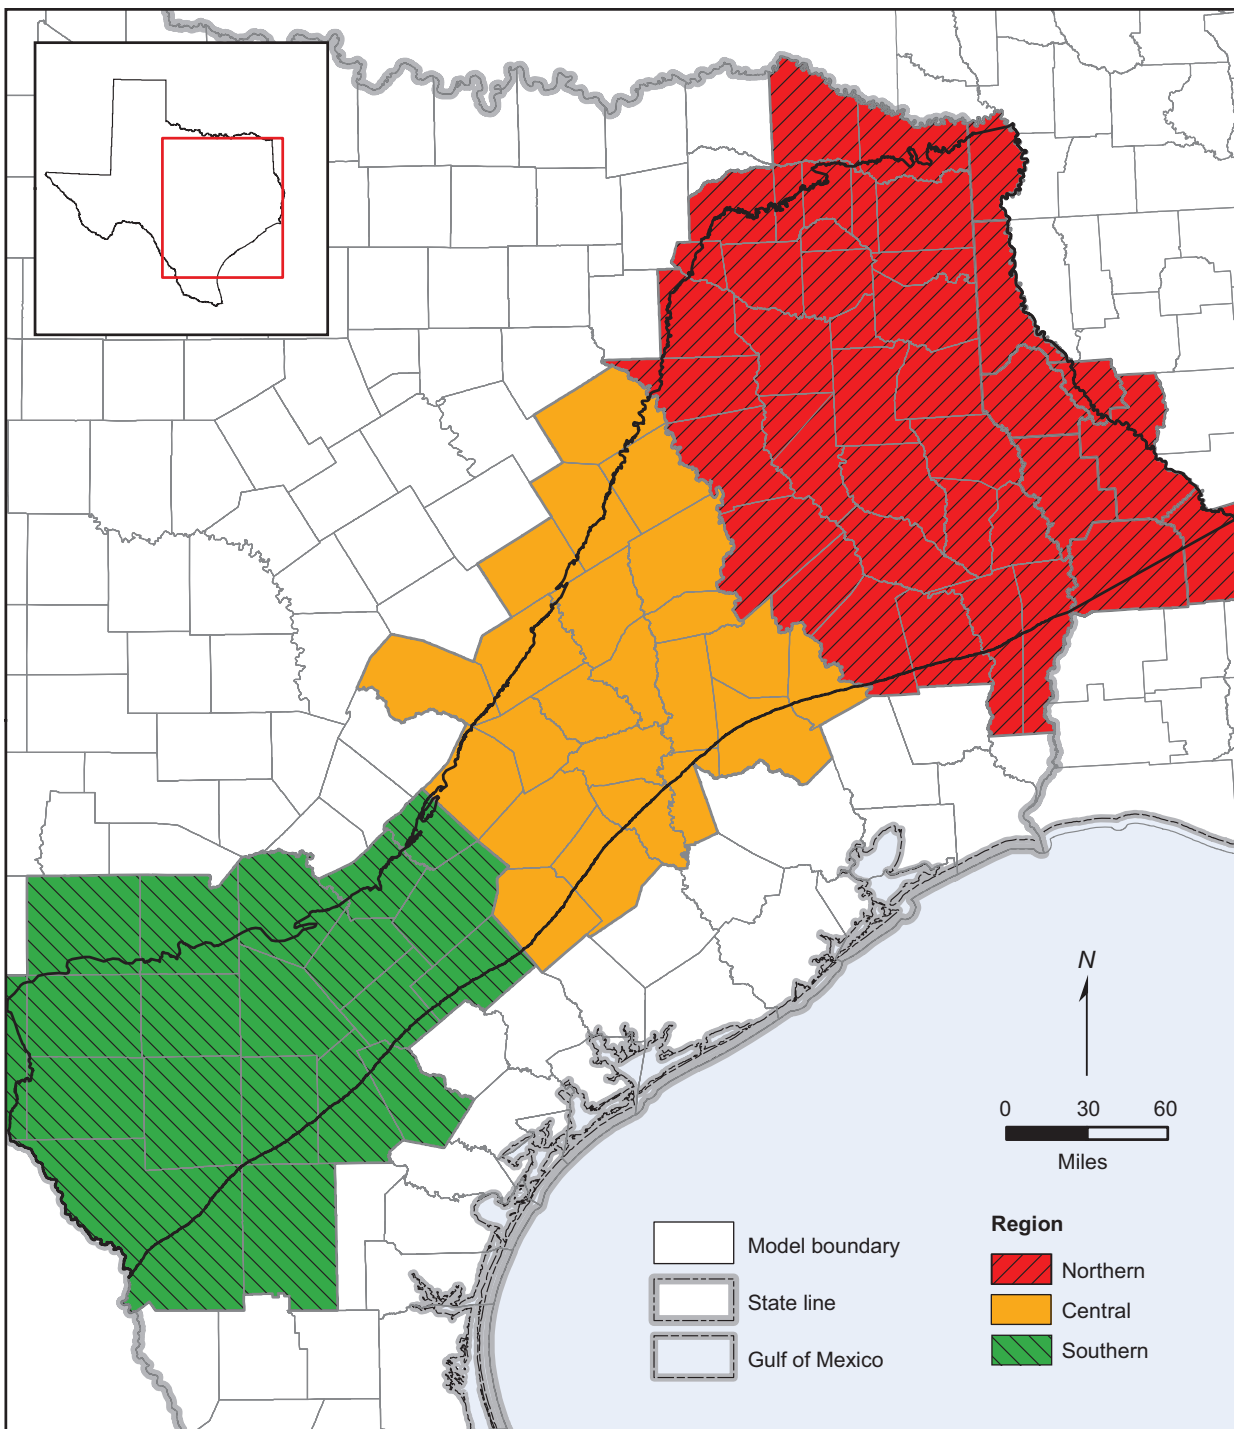 N
0 30 60
Miles
Model boundary
State line
Gulf of Mexico
Region
Northern
Central
Southern